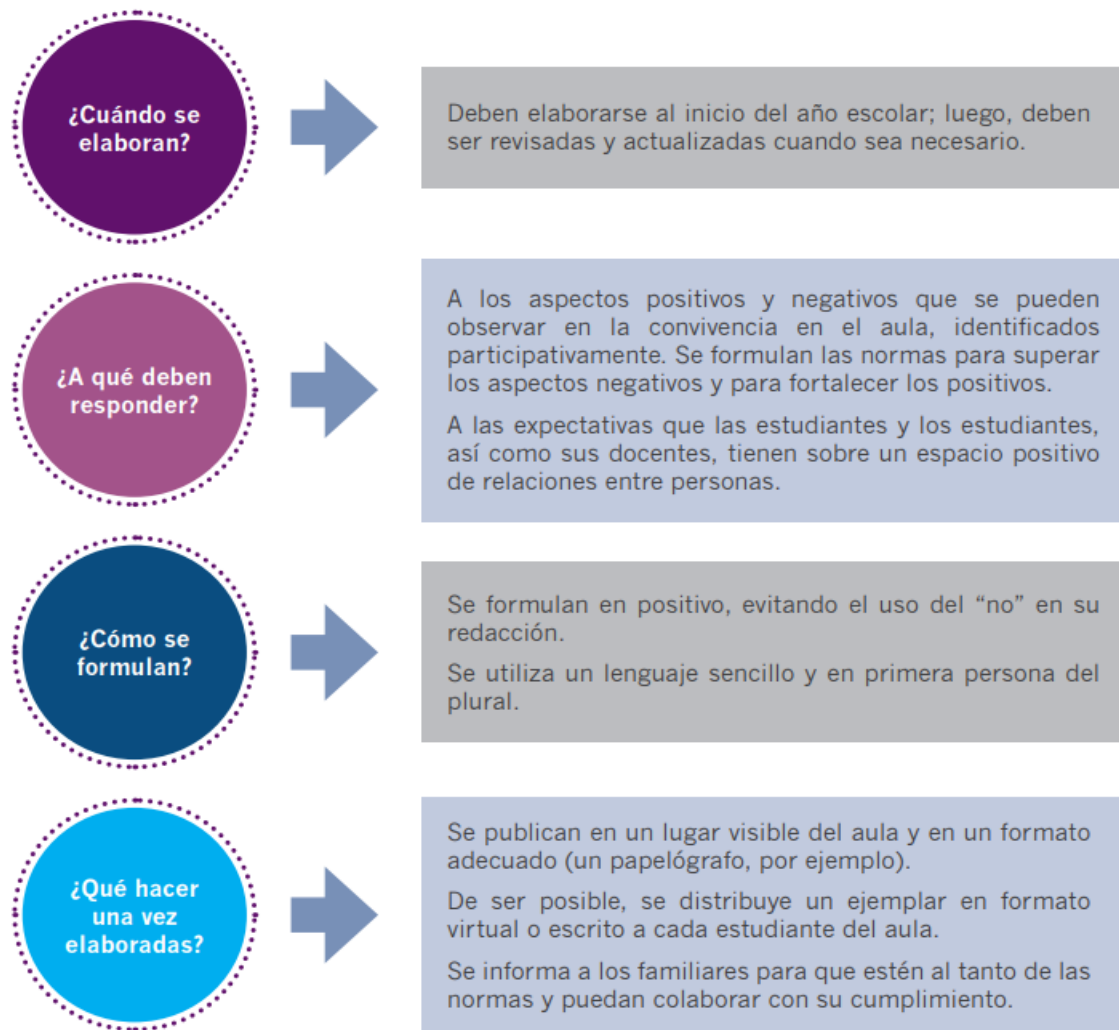 ¿Cuándo se
elaboran?
Deben elaborarse al inicio del año escolar; luego, deben
ser revisadas y actualizadas cuando sea necesario.
¿A qué deben
responder?
A los aspectos positivos y negativos que se pueden
observar en la convivencia en el aula, identificados
participativamente. Se formulan las normas para superar
los aspectos negativos y para fortalecer los positivos.
A las expectativas que las estudiantes y los estudiantes,
así como sus docentes, tienen sobre un espacio positivo
de relaciones entre personas.
¿Cómo se
formulan?
Se formulan en positivo, evitando el uso del “no” en su
redacción.
Se utiliza un lenguaje sencillo y en primera persona del
plural.
¿Qué hacer
una vez
elaboradas?
Se publican en un lugar visible del aula y en un formato
adecuado (un papelógrafo, por ejemplo).
De ser posible, se distribuye un ejemplar en formato
virtual o escrito a cada estudiante del aula.
Se informa a los familiares para que estén al tanto de las
normas y puedan colaborar con su cumplimiento.